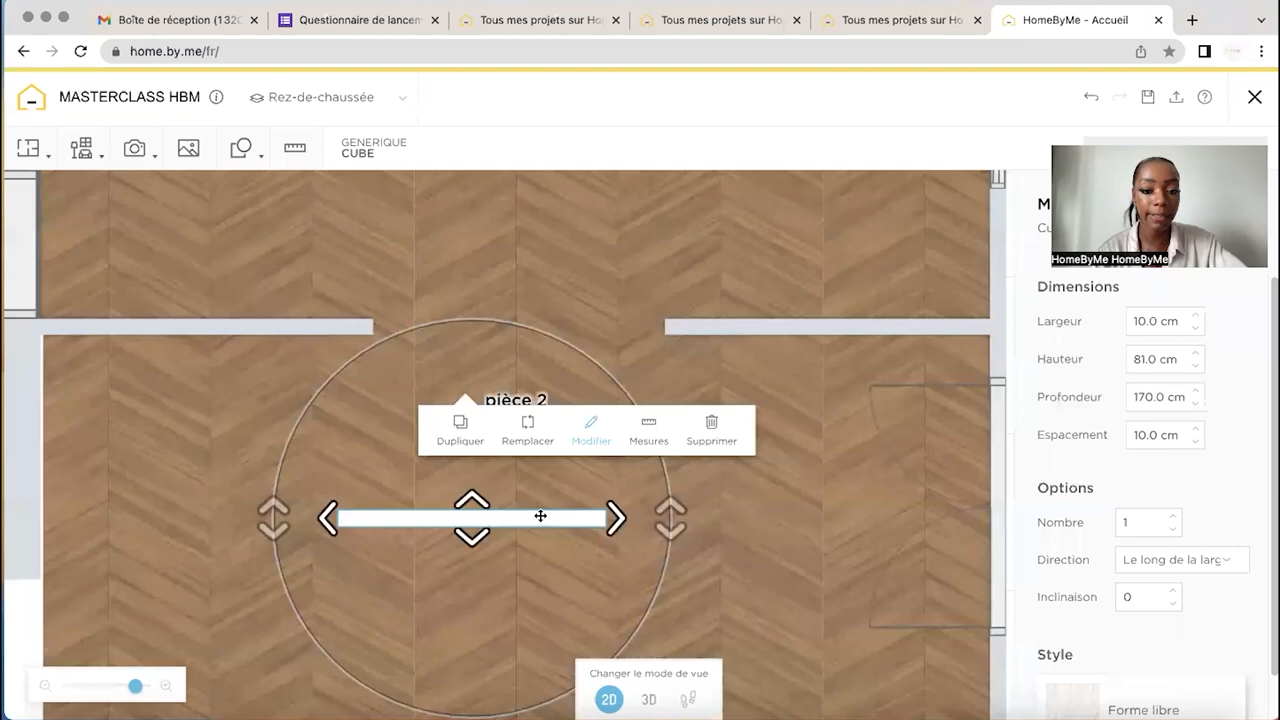 Boîte de réception (1 320
Questionnaire de lancem
Tous mes projets sur Ho
Tous mes projets sur Ho
Tous mes projets sur Ho
HomeByMe - Accueil
home.by.me/fr/
MASTERCLASS HBM
Rez-de-chaussée
GENERIQUE
CUBE
HomeByMe HomeByMe
Dimensions
Largeur 10.0 cm
Hauteur 81.0 cm
Profondeur 170.0 cm
Espacement 10.0 cm
pièce 2
Dupliquer Remplacer Modifier Mesures Supprimer
Options
Nombre 1
Direction Le long de la larg
Inclinaison 0
Style
Forme libre
Changer le mode de vue
2D 3D